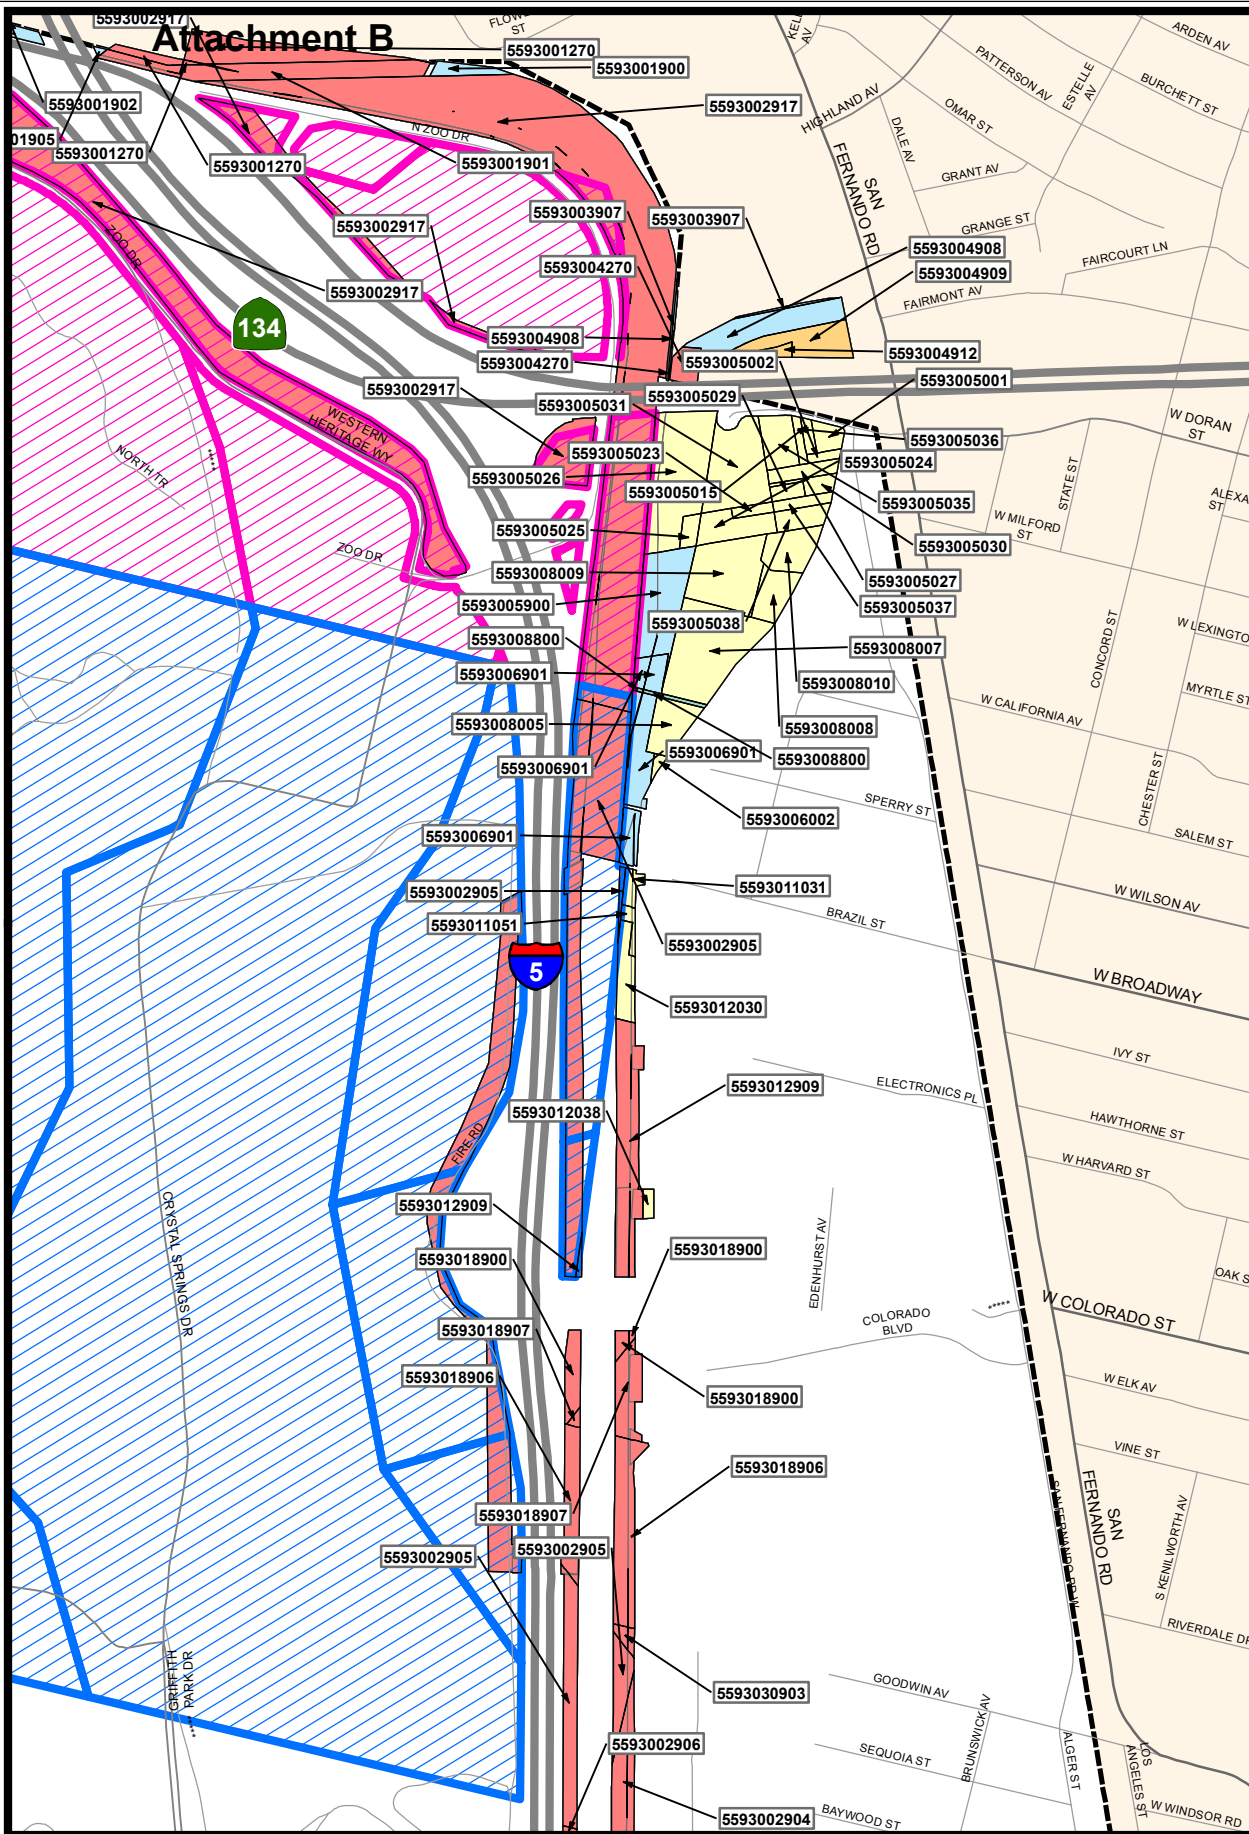 5593002917
Attachment B
FLOW
ST
5593001270
5593001900
KEL
AV
ARDEN AV
PATTERSON AV
ESTELLE
AV
BURCHETT ST
5593001902
5593002917
HIGHLAND AV
OMAR ST
01905
5593001270
5593001270
N ZOO DR
5593001901
DALE AV
GRANT AV
SAN
FERNANDO RD
5593002917
5593003907
5593003907
GRANGE ST
5593004908
FAIRCOURT LN
ZOO DR
5593002917
5593004270
5593004909
FAIRMONT AV
134
5593004908
5593004270
5593005002
5593004912
5593002917
5593005031
5593005029
5593005001
WESTERN
HERITAGE WY
W DORAN
ST
5593005023
5593005036
NORTH TR
*****
5593005026
5593005024
STATE ST
5593005015
5593005035
ALEXA
ST
5593005025
W MILFORD
ST
ZOO DR
5593008009
5593005030
5593005900
5593005027
5593005037
5593008800
5593005038
CONCORD ST
W LEXINGTO
5593006901
5593008007
5593008010
MYRTLE ST
5593008005
5593008008
W CALIFORNIA AV
5593006901
5593006901
5593008800
CHESTER ST
SPERRY ST
5593006901
5593006002
SALEM ST
5593002905
5593011031
W WILSON AV
5593011051
BRAZIL ST
5593002905
5
W BROADWAY
5593012030
IVY ST
5593012909
ELECTRONICS PL
5593012038
FIRE RD
HAWTHORNE ST
W HARVARD ST
5593012909
CRYSTAL SPRINGS DR
5593018900
5593018900
EDENHURST AV
OAK S
*****
W COLORADO ST
5593018907
COLORADO
BLVD
5593018906
5593018900
W ELK AV
VINE ST
5593018906
SAN
FERNANDO RD
5593018907
SAN FERNANDO RD W
S KENILWORTH AV
5593002905
5593002905
RIVERDALE DR
GRIFFITH
PARK DR
*****
GOODWIN AV
5593030903
BRUNSWICK AV
5593002906
SEQUOIA ST
ALGER ST
LOS
ANGELES ST
5593002904
BAYWOOD ST
W WINDSOR RD